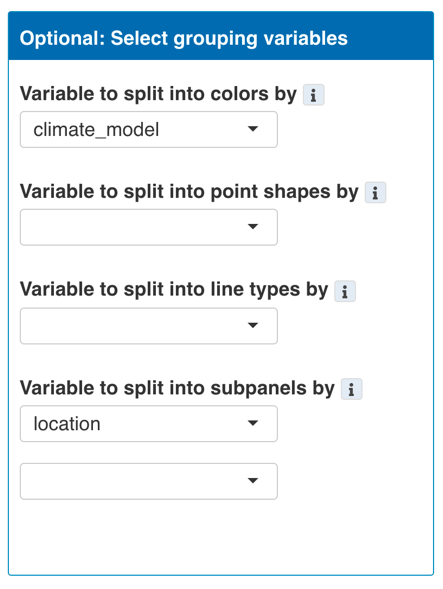 Optional: Select grouping variables
Variable to split into colors by i
climate_model
Variable to split into point shapes by i
Variable to split into line types by i
Variable to split into subpanels by i
location